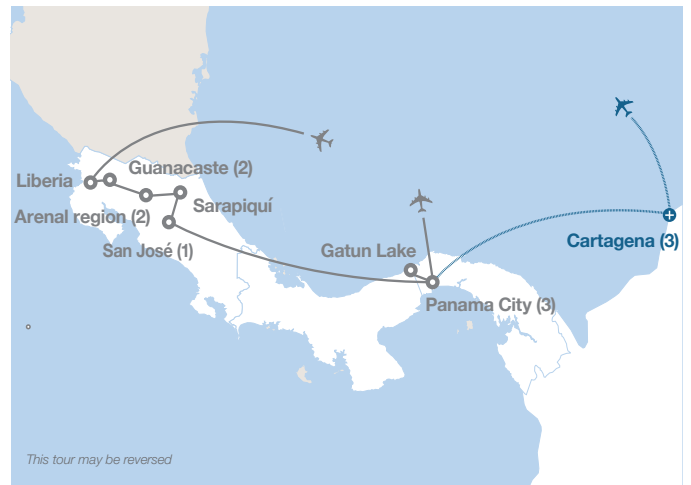 Guanacaste (2)
Liberia
Sarapiquí
Arenal region (2)
San José (1)
Gatun Lake
Cartagena (3)
Panama City (3)
This tour may be reversed